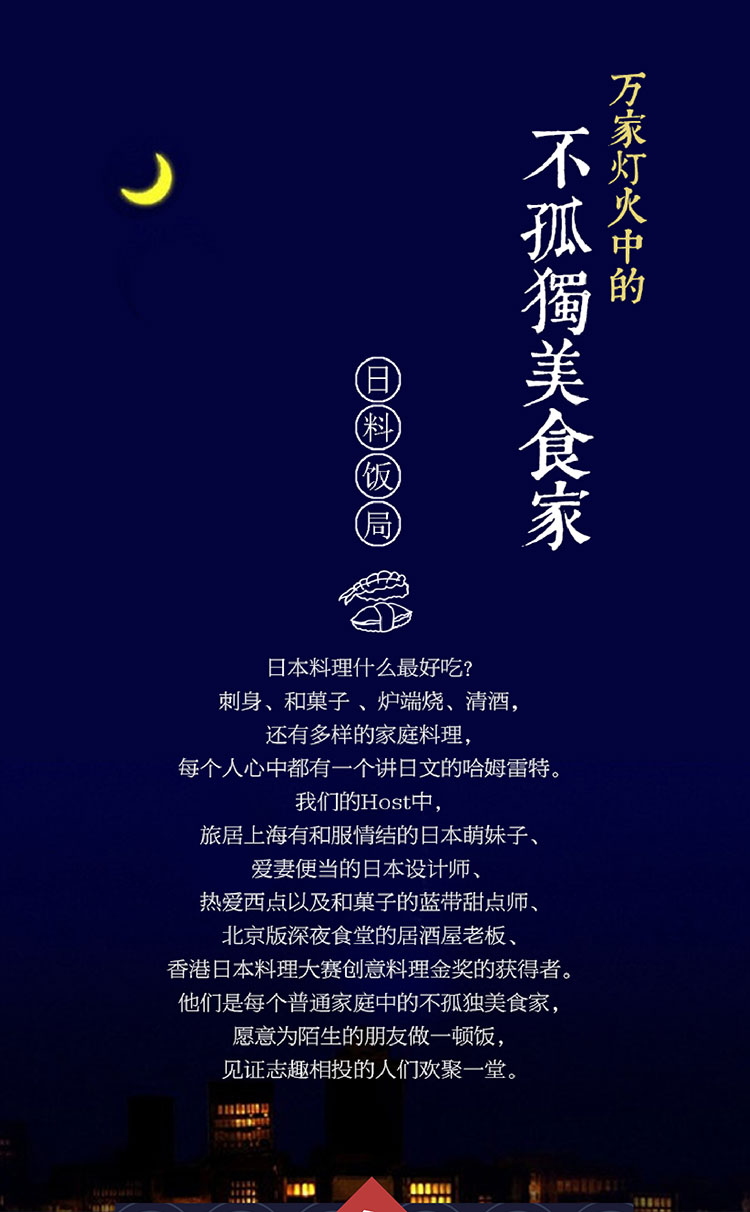 万家灯火中的
不孤獨美食家
日料饭局
日本料理什么最好吃?
刺身、和菓子、炉端烧、清酒，
还有多样的家庭料理，
每个人心中都有一个讲日文的哈姆雷特。
我们的Host中，
旅居上海有和服情结的日本萌妹子、
爱妻便当的日本设计师、
热爱西点以及和菓子的蓝带甜点师、
北京版深夜食堂的居酒屋老板、
香港日本料理大赛创意料理金奖的获得者。
他们是每个普通家庭中的不孤独美食家，
愿意为陌生的朋友做一顿饭，
见证志趣相投的人们欢聚一堂。